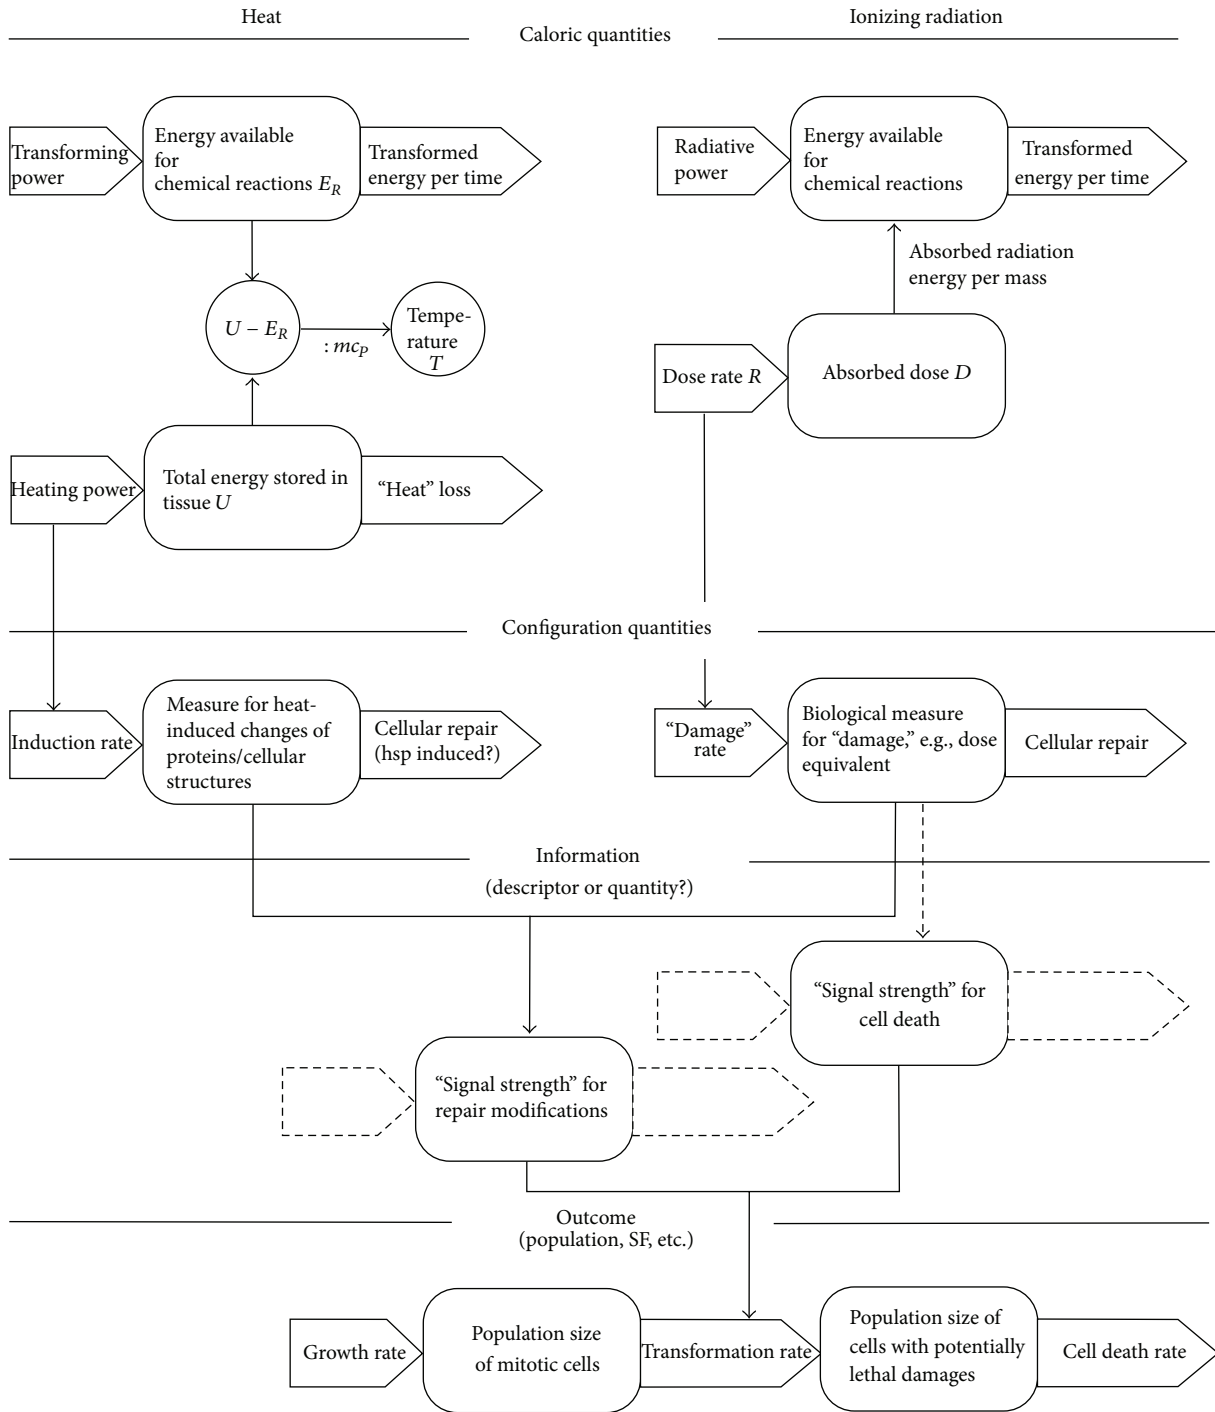 Heat
Ionizing radiation
Caloric quantities
Transforming
power
Energy available
for
chemical reactions E_R
Transformed
energy per time
Radiative
power
Energy available
for
chemical reactions
Transformed
energy per time
Absorbed radiation
energy per mass
U – E_R
: mc_P
Tempe-
rature
T
Dose rate R
Absorbed dose D
Heating power
Total energy stored in
tissue U
“Heat” loss
Configuration quantities
Induction rate
Measure for heat-
induced changes of
proteins/cellular
structures
Cellular repair
(hsp induced?)
“Damage”
rate
Biological measure
for “damage,” e.g., dose
equivalent
Cellular repair
Information
(descriptor or quantity?)
“Signal strength” for
cell death
“Signal strength” for
repair modifications
Outcome
(population, SF, etc.)
Growth rate
Population size
of mitotic cells
Transformation rate
Population size of
cells with potentially
lethal damages
Cell death rate